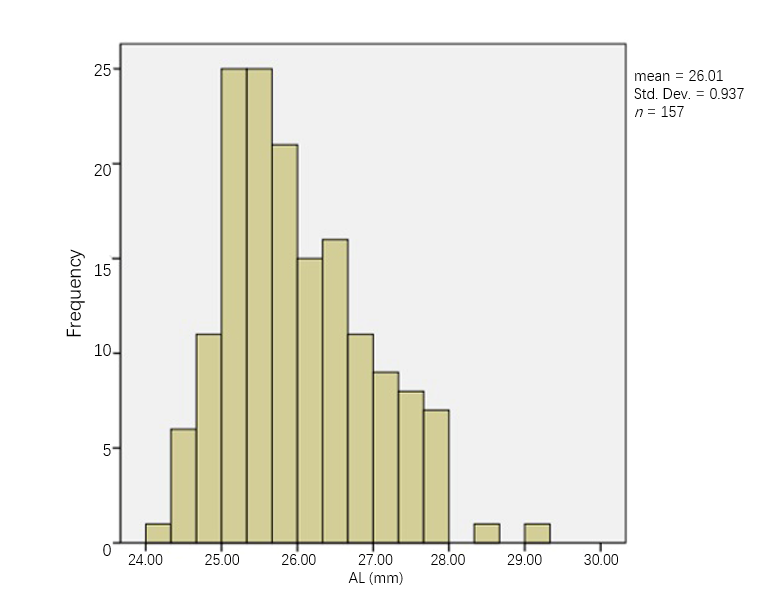 mean = 26.01
Std. Dev. = 0.937
n = 157
25
20
15
10
5
0
Frequency
24.00 25.00 26.00 27.00 28.00 29.00 30.00
AL (mm)